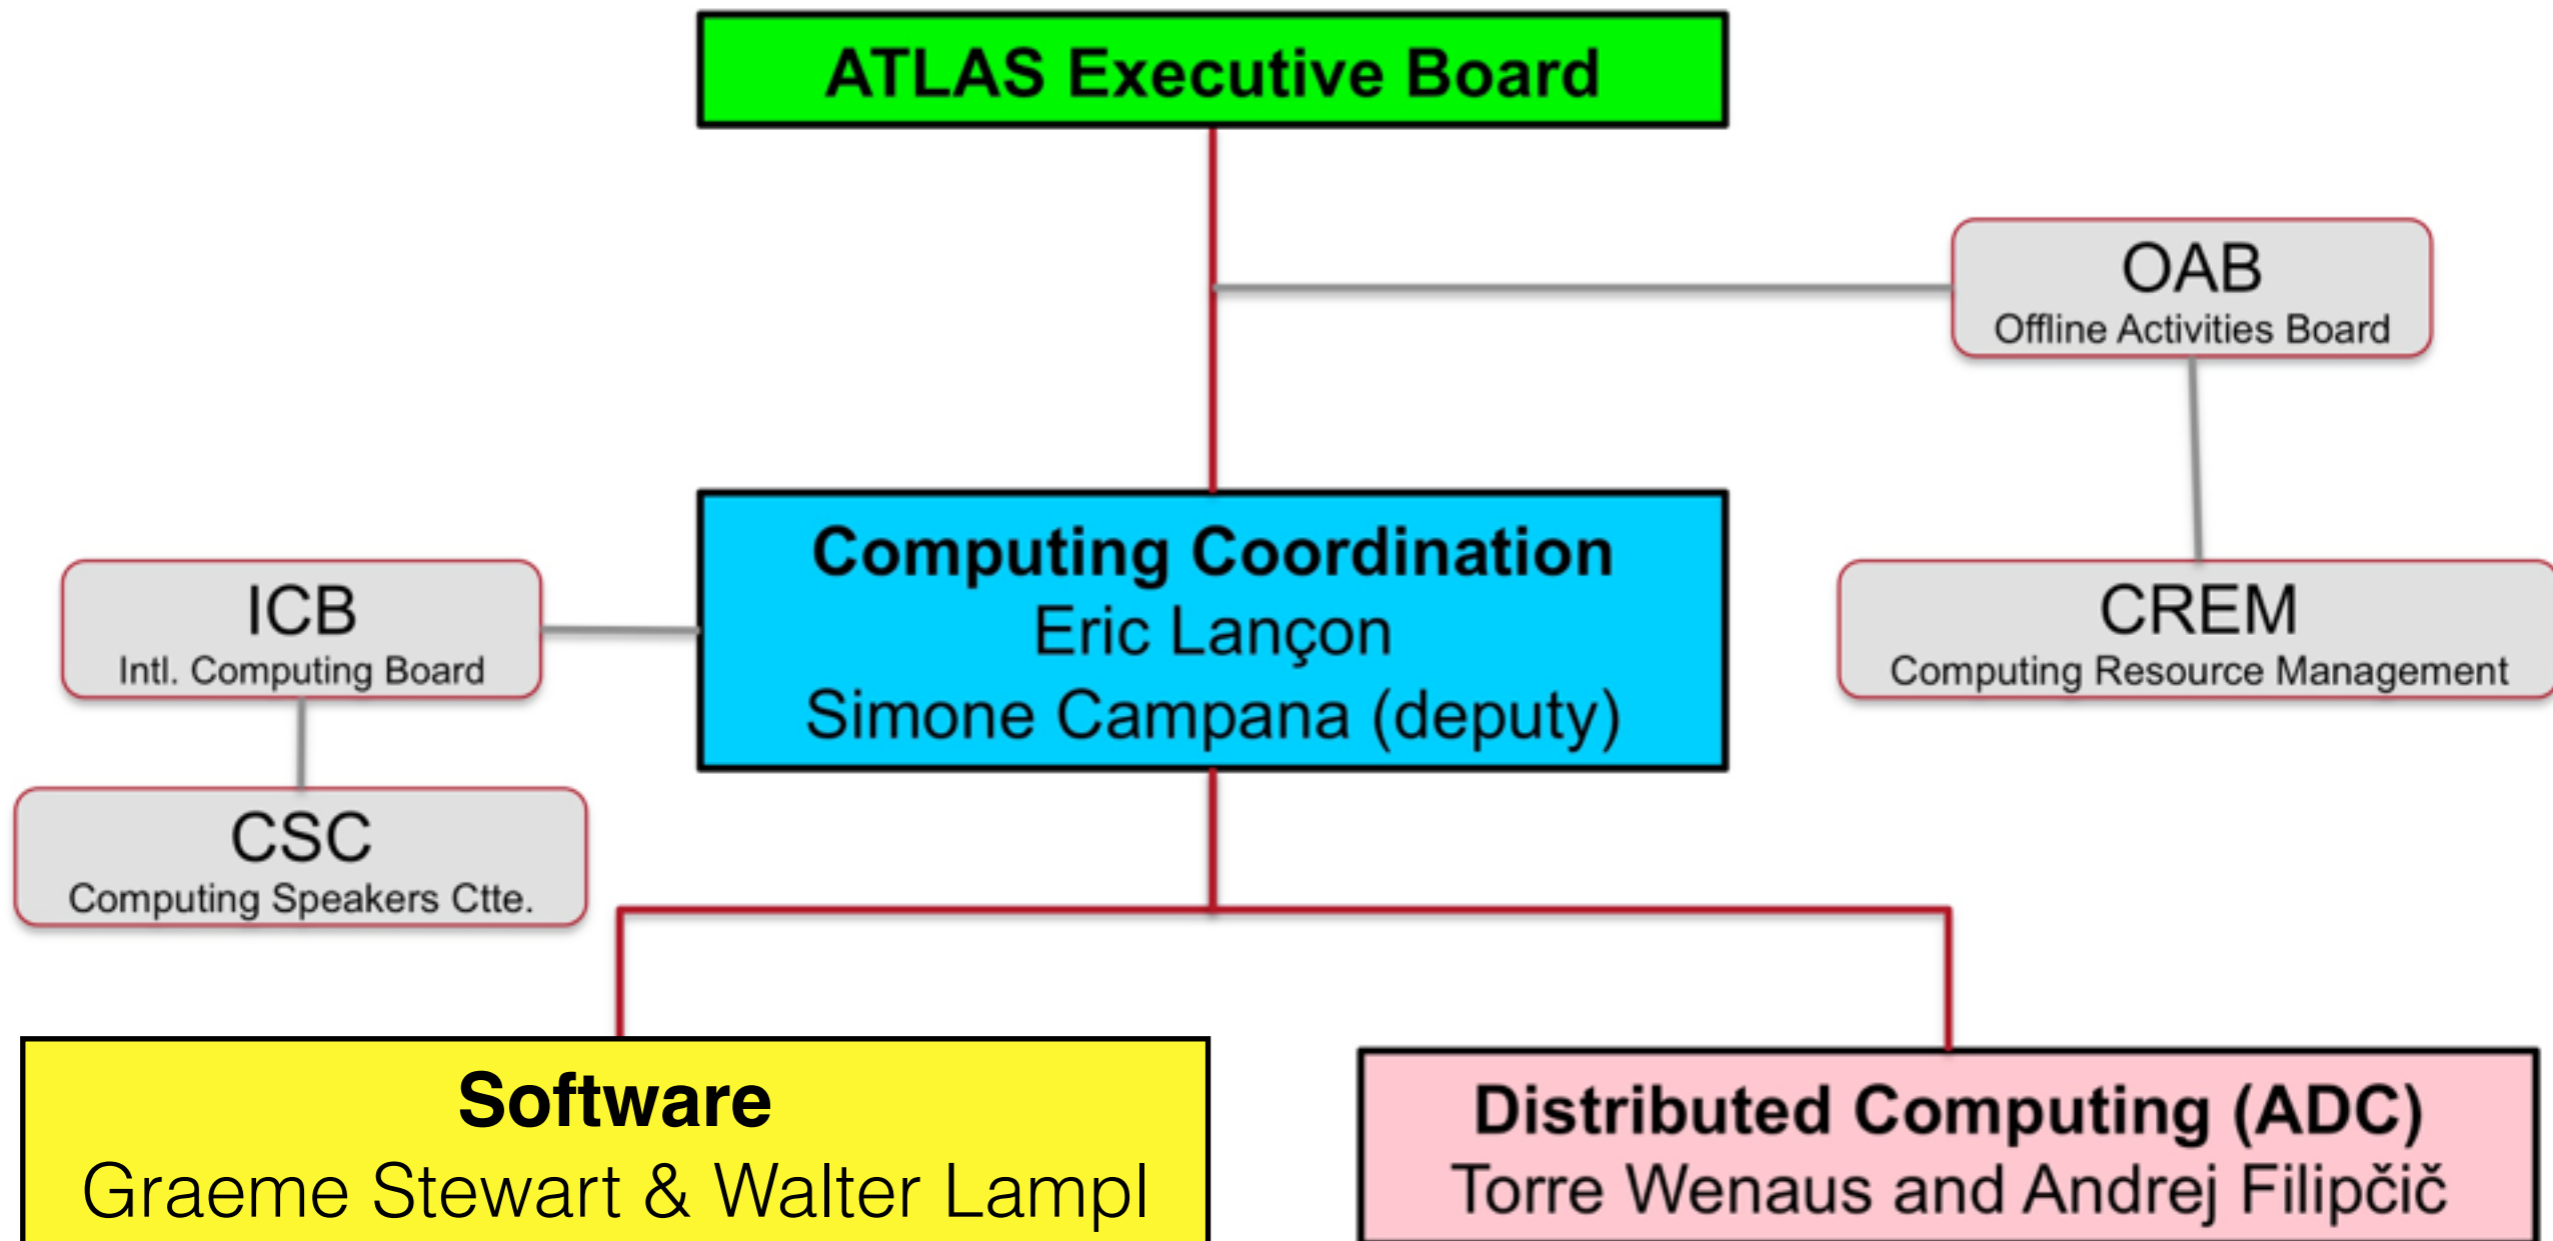 ATLAS Executive Board
OAB
Offline Activities Board
Computing Coordination
Eric Lançon
Simone Campana (deputy)
ICB
Intl. Computing Board
CREM
Computing Resource Management
CSC
Computing Speakers Ctte.
Software
Graeme Stewart & Walter Lampl
Distributed Computing (ADC)
Torre Wenaus and Andrej Filipčič